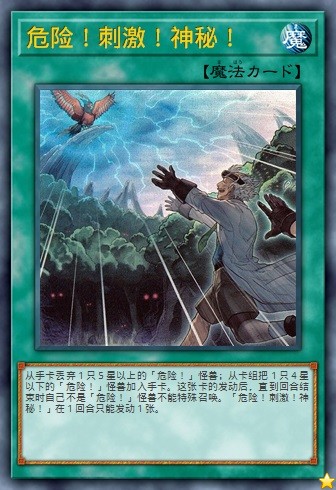 危险！刺激！神秘！
魔
【魔法カード】
从手卡丢弃１只５星以上的「危险！」怪兽；从卡组把１只４星
以下的「危险！」怪兽加入手卡。这张卡的发动后，直到回合结
束时自己不是「危险！」怪兽不能特殊召唤。「危险！刺激！神
秘！」在１回合只能发动１张。